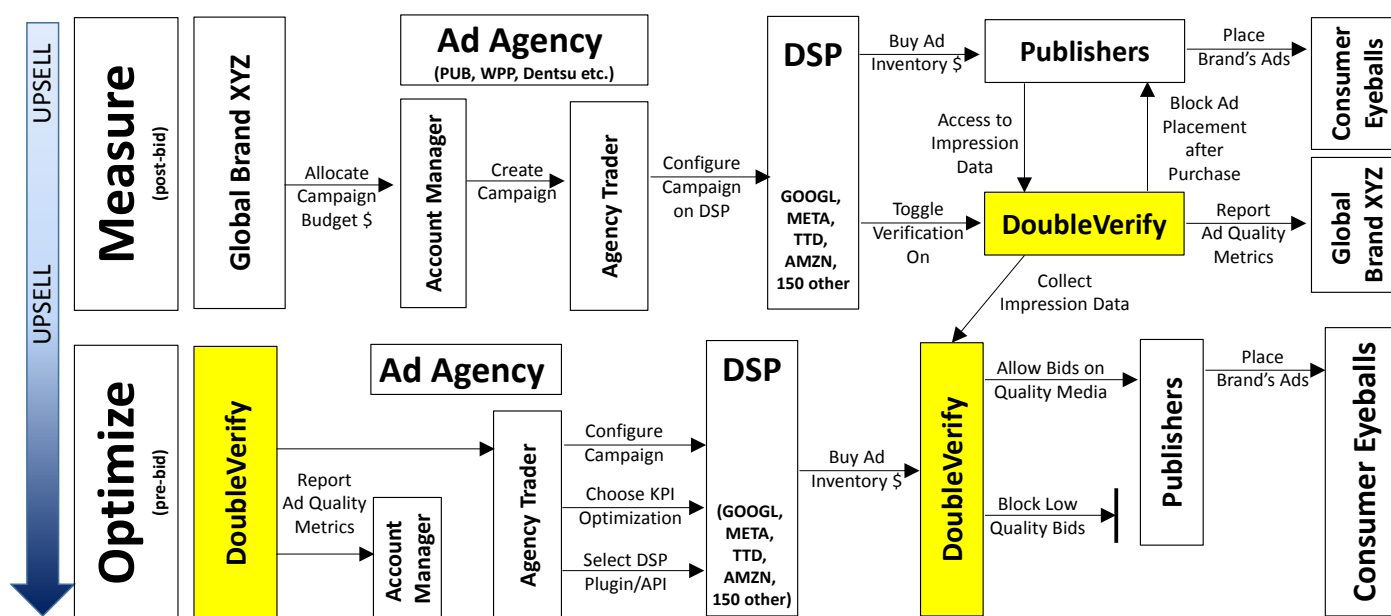 UPSELL
UPSELL
Measure
(post-bid)
Global Brand XYZ
Allocate
Campaign
Budget $
Ad Agency
(PUB, WPP, Dentsu etc.)
Account Manager
Create
Campaign
Agency Trader
Configure
Campaign
on DSP
DSP
GOOGL,
META,
TTD,
AMZN,
150 other
Buy Ad
Inventory $
Toggle
Verification
On
Publishers
Access to
Impression
Data
Block Ad
Placement
after
Purchase
DoubleVerify
Place
Brand's Ads
Consumer
Eyeballs
Report
Ad Quality
Metrics
Global
Brand XYZ
Collect
Impression Data
Optimize
(pre-bid)
DoubleVerify
Report
Ad Quality
Metrics
Ad Agency
Account
Manager
Agency Trader
Configure
Campaign
Choose KPI
Optimization
Select DSP
Plugin/API
DSP
(GOOGL,
META,
TTD,
AMZN,
150 other)
Buy Ad
Inventory $
DoubleVerify
Allow Bids on
Quality Media
Block Low
Quality Bids
Publishers
Place
Brand's Ads
Consumer Eyeballs